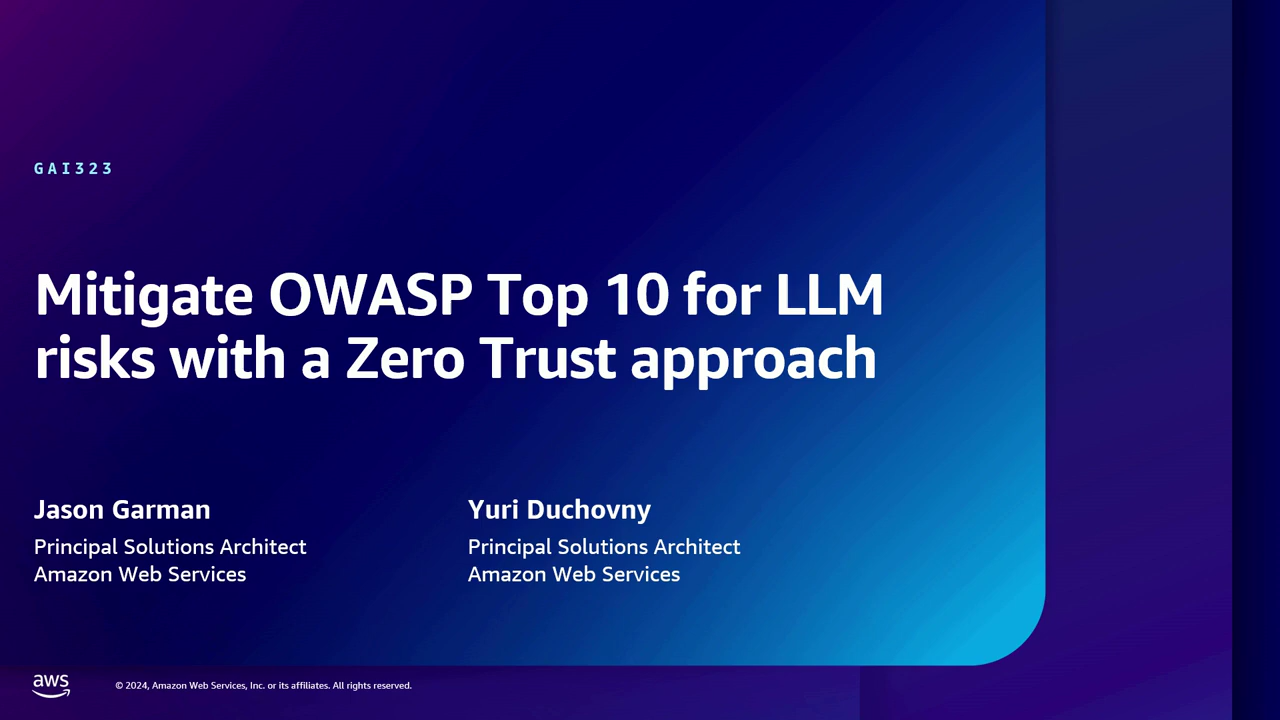 GAI323
Mitigate OWASP Top 10 for LLM
risks with a Zero Trust approach
Jason Garman
Principal Solutions Architect
Amazon Web Services
Yuri Duchovny
Principal Solutions Architect
Amazon Web Services
aws
© 2024, Amazon Web Services, Inc. or its affiliates. All rights reserved.